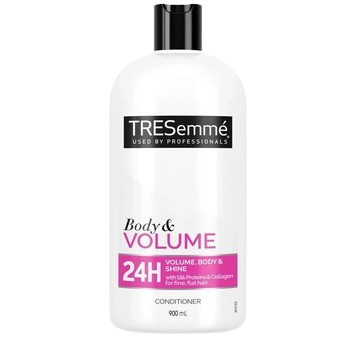 TRESemmé
USED BY PROFESSIONALS
Body &
VOLUME
24H
VOLUME, BODY &
SHINE
with Silk Proteins & Collagen
for fine, flat hair
CONDITIONER
900 mL